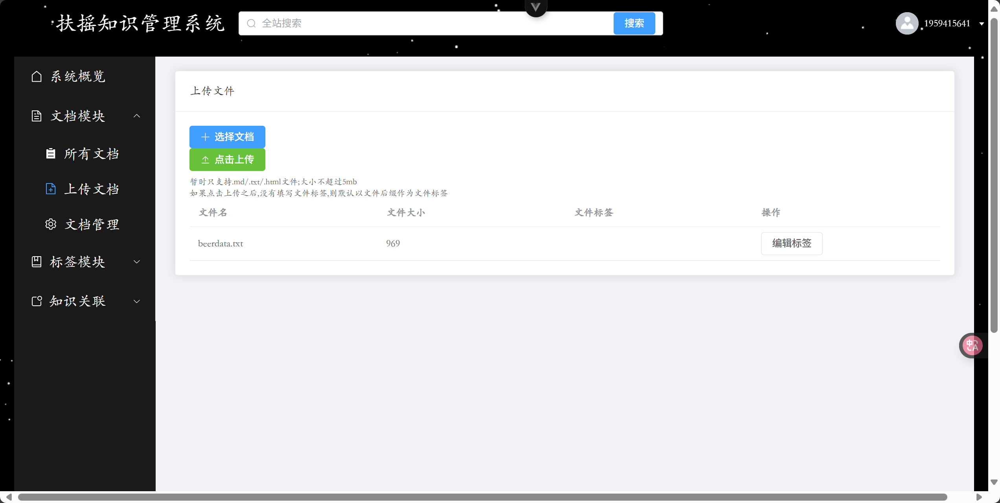 扶摇知识管理系统
全站搜索
搜索
1959415641
系统概览
文档模块
所有文档
上传文档
文档管理
标签模块
知识关联
上传文件
选择文档
点击上传
暂时只支持.md/.txt/.html文件;大小不超过5mb
如果点击上传之后,没有填写文件标签,则默认以文件后缀作为文件标签
文件名 文件大小 文件标签 操作
beerdata.txt 969 编辑标签
中A